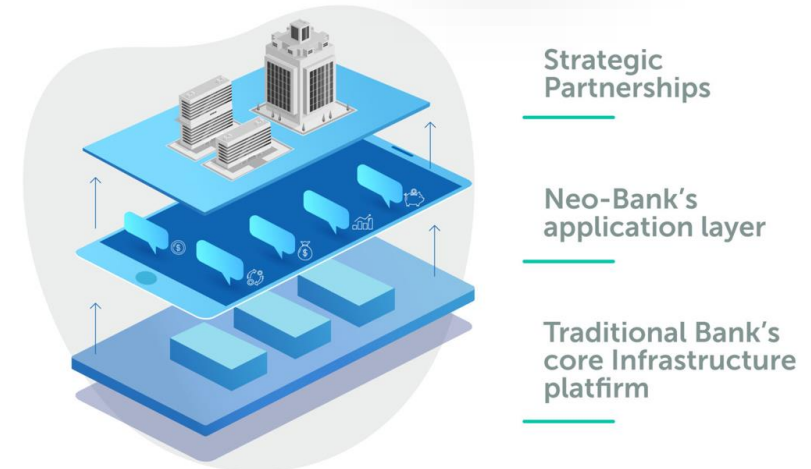 Strategic
Partnerships
Neo-Bank's
application layer
Traditional Bank's
core Infrastructure
platfirm